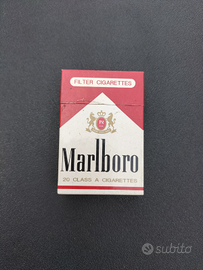 FILTER CIGARETTES
Marlboro
20 CLASS A CIGARETTES
subito